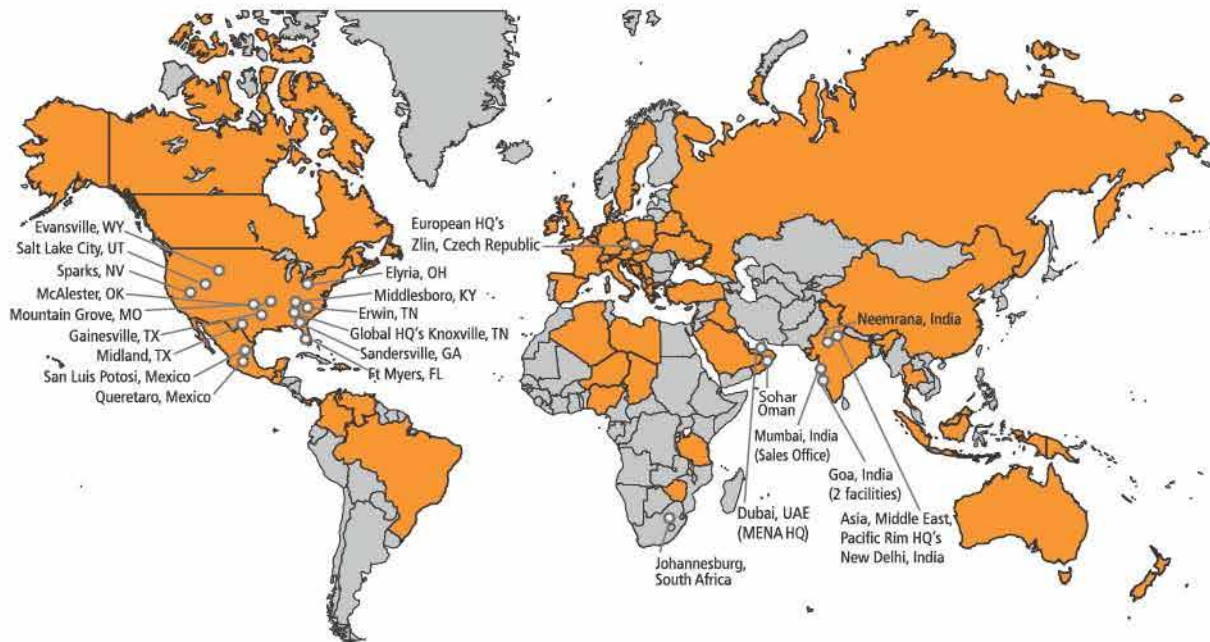 Evansville, WY
Salt Lake City, UT
Sparks, NV
McAlester, OK
Mountain Grove, MO
Gainesville, TX
Midland, TX
San Luis Potosi, Mexico
Queretaro, Mexico
Elyria, OH
Middlesboro, KY
Erwin, TN
Global HQ's Knoxville, TN
Sandersville, GA
Ft Myers, FL
European HQ's
Zlin, Czech Republic
Neemrana, India
Sohar
Oman
Mumbai, India
(Sales Office)
Goa, India
(2 facilities)
Dubai, UAE
(MENA HQ)
Asia, Middle East,
Pacific Rim HQ's
New Delhi, India
Johannesburg,
South Africa